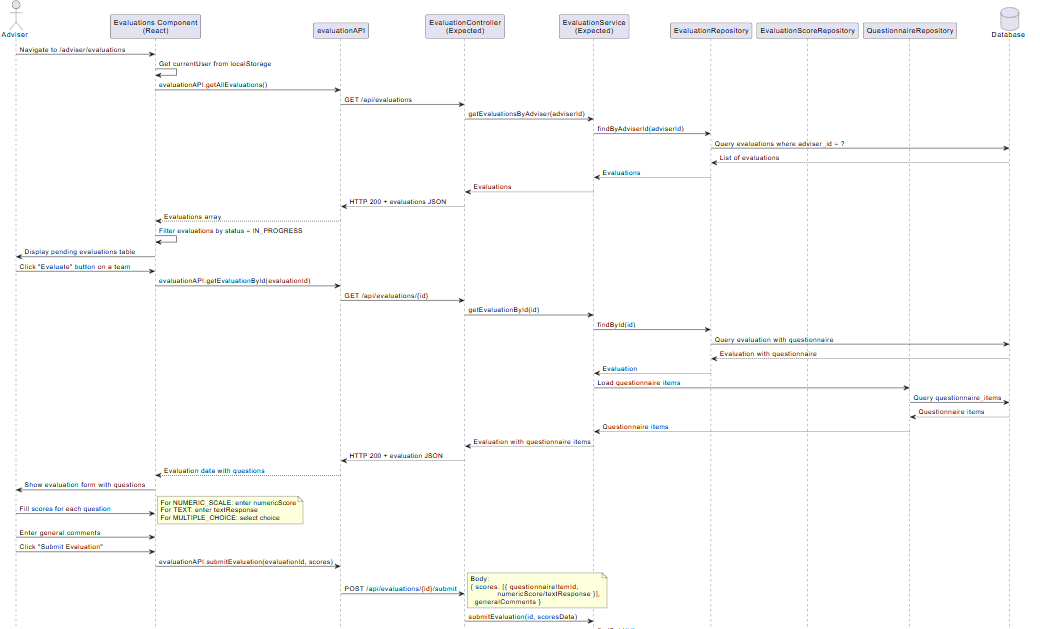 Adviser
Evaluations Component
(React)
evaluationAPI
EvaluationController
(Expected)
EvaluationService
(Expected)
EvaluationRepository
EvaluationScoreRepository
QuestionnaireRepository
Database
Navigate to /adviser/evaluations
Get currentUser from localStorage
evaluationAPI.getAllEvaluations()
GET /api/evaluations
getEvaluationsByAdviser(adviserId)
findByAdviserId(adviserId)
Query evaluations where adviser_id = ?
List of evaluations
Evaluations
Evaluations
HTTP 200 + evaluations JSON
Evaluations array
Filter evaluations by status = IN_PROGRESS
Display pending evaluations table
Click "Evaluate" button on a team
evaluationAPI.getEvaluationById(evaluationId)
GET /api/evaluations/{id}
getEvaluationById(id)
findById(id)
Query evaluation with questionnaire
Evaluation with questionnaire
Evaluation
Load questionnaire items
Query questionnaire_items
Questionnaire items
Questionnaire items
Evaluation with questionnaire items
HTTP 200 + evaluation JSON
Evaluation data with questions
Show evaluation form with questions
Fill scores for each question
For NUMERIC_SCALE: enter numericScore
For TEXT: enter textResponse
For MULTIPLE_CHOICE: select choice
Enter general comments
Click "Submit Evaluation"
evaluationAPI.submitEvaluation(evaluationId, scores)
POST /api/evaluations/{id}/submit
Body:
{ scores: [{ questionnaireItemId,
numericScore/textResponse }],
generalComments }
submitEvaluation(id, scoresData)